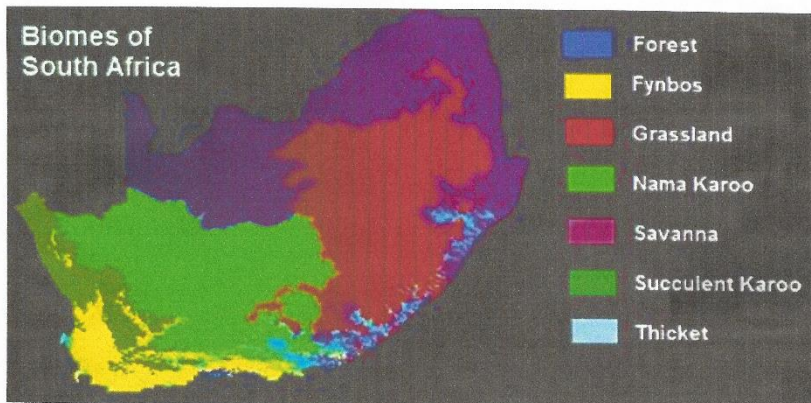 Biomes of
South Africa
Forest
Fynbos
Grassland
Nama Karoo
Savanna
Succulent Karoo
Thicket